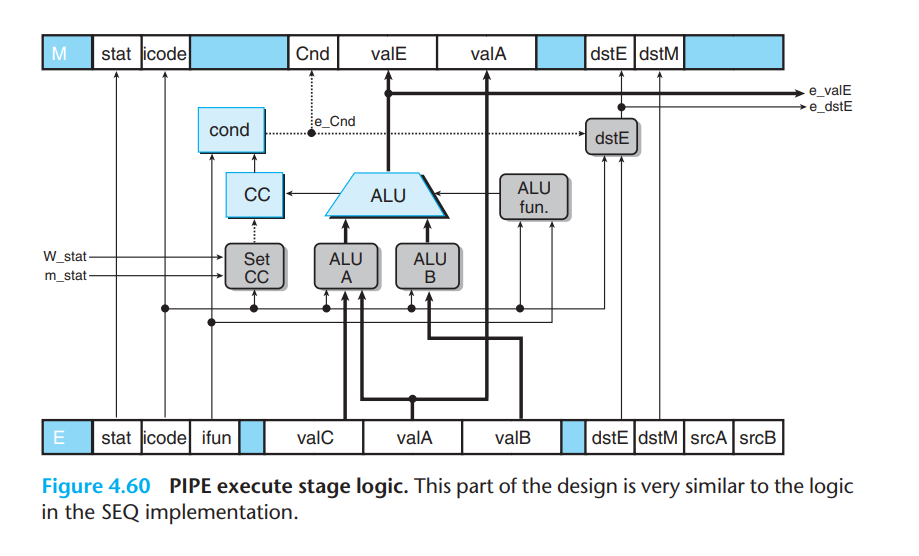 M stat icode Cnd valE valA dstE dstM
e_valE
e_dstE
e_Cnd
cond
dstE
CC
ALU
ALU
fun.
W_stat
m_stat
Set
CC
ALU
A
ALU
B
E stat icode ifun valC valA valB dstE dstM srcA srcB
Figure 4.60 PIPE execute stage logic. This part of the design is very similar to the logic
in the SEQ implementation.